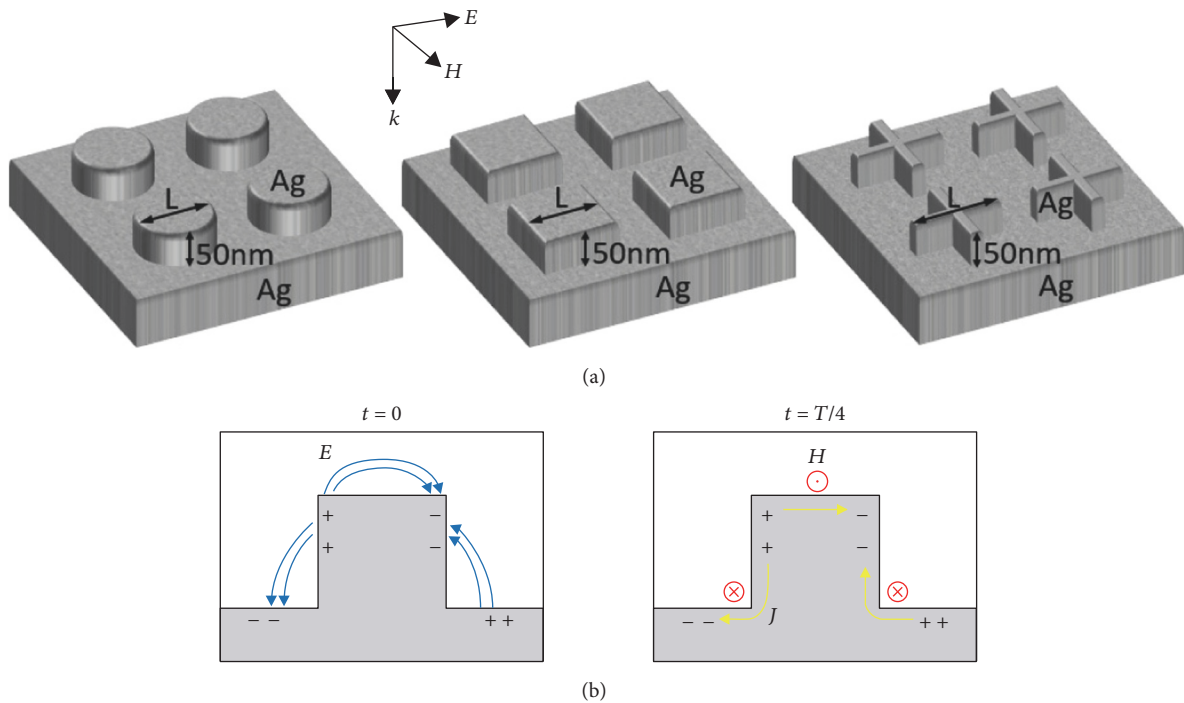 E
H
k
L
Ag
50nm
Ag
L
Ag
50nm
Ag
L
Ag
50nm
Ag
(a)
t = 0
t = T/4
E
H
+ −
+ −
+ −
+ −
J
− − ++
− − ++
(b)